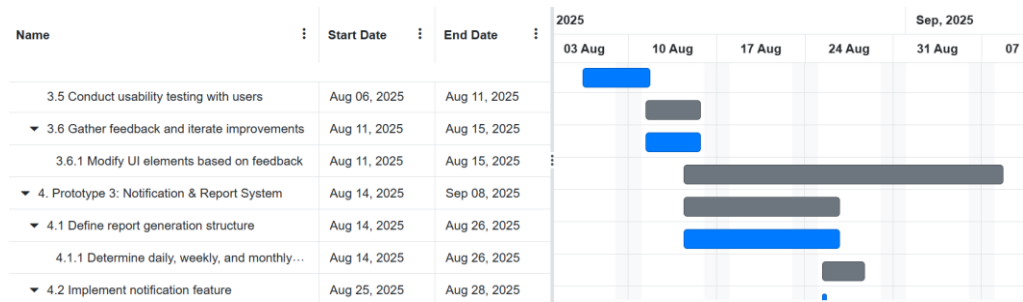 Name Start Date End Date 2025 Sep, 2025
03 Aug 10 Aug 17 Aug 24 Aug 31 Aug 07
3.5 Conduct usability testing with users Aug 06, 2025 Aug 11, 2025
3.6 Gather feedback and iterate improvements Aug 11, 2025 Aug 15, 2025
3.6.1 Modify UI elements based on feedback Aug 11, 2025 Aug 15, 2025
4. Prototype 3: Notification & Report System Aug 14, 2025 Sep 08, 2025
4.1 Define report generation structure Aug 14, 2025 Aug 26, 2025
4.1.1 Determine daily, weekly, and monthly... Aug 14, 2025 Aug 26, 2025
4.2 Implement notification feature Aug 25, 2025 Aug 28, 2025